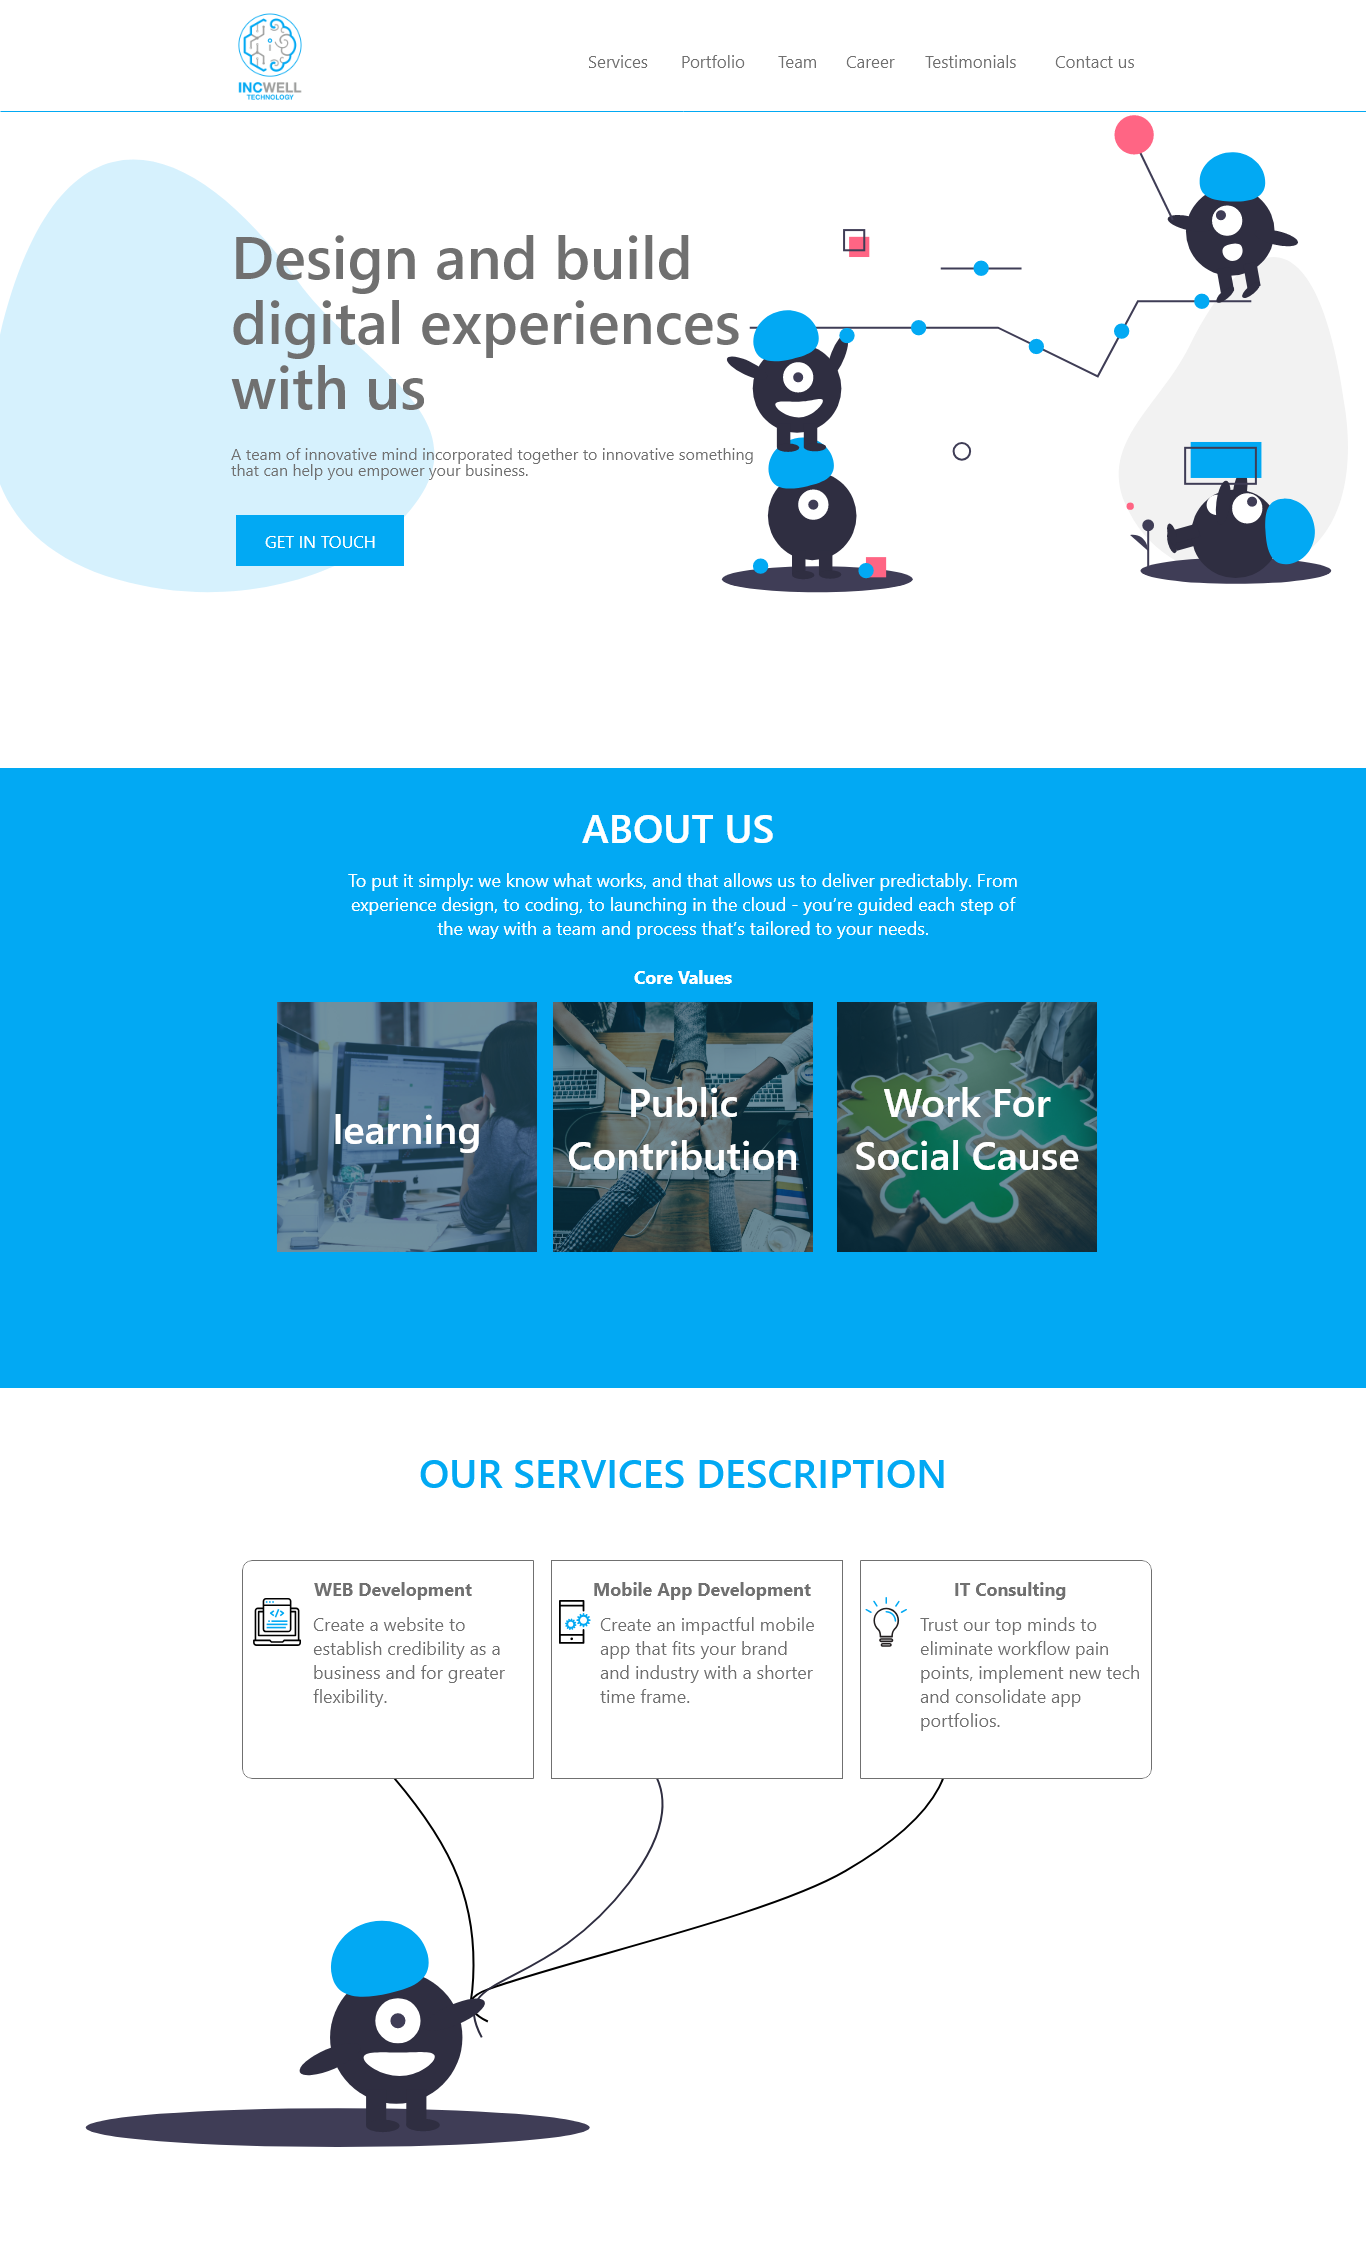 INCWELL
TECHNOLOGY
Services Portfolio Team Career Testimonials Contact us
Design and build
digital experiences
with us
A team of innovative mind incorporated together to innovative something
that can help you empower your business.
GET IN TOUCH
ABOUT US
To put it simply: we know what works, and that allows us to deliver predictably. From
experience design, to coding, to launching in the cloud - you’re guided each step of
the way with a team and process that’s tailored to your needs.
Core Values
learning
Public
Contribution
Work For
Social Cause
OUR SERVICES DESCRIPTION
WEB Development
Create a website to
establish credibility as a
business and for greater
flexibility.
Mobile App Development
Create an impactful mobile
app that fits your brand
and industry with a shorter
time frame.
IT Consulting
Trust our top minds to
eliminate workflow pain
points, implement new tech
and consolidate app
portfolios.